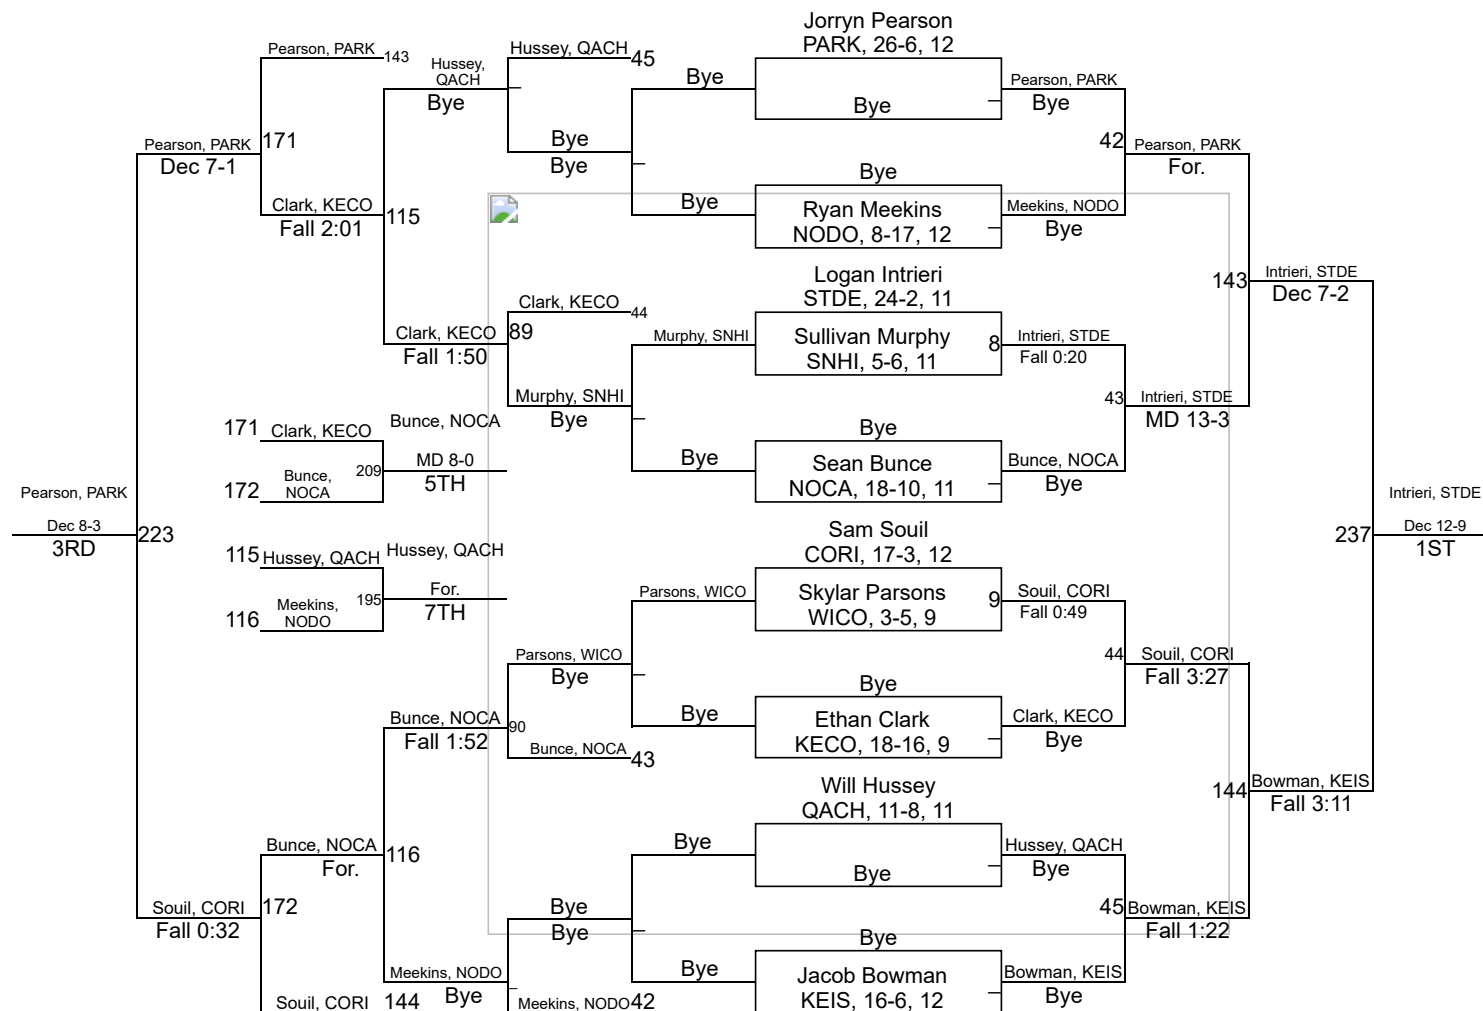 Jorryn Pearson
PARK, 26-6, 12
Pearson, PARK
143
Hussey, QACH
45
Hussey,
QACH
Bye
Bye
Bye
Pearson, PARK
Bye
171
Pearson, PARK
Dec 7-1
Bye
Bye
42
Pearson, PARK
For.
Bye
Clark, KECO
Fall 2:01
115
Bye
Ryan Meekins
NODO, 8-17, 12
Meekins, NODO
Bye
Logan Intrieri
STDE, 24-2, 11
143
Intrieri, STDE
Dec 7-2
Clark, KECO
44
Clark, KECO
89
Fall 1:50
Murphy, SNHI
Sullivan Murphy
SNHI, 5-6, 11
8
Intrieri, STDE
Fall 0:20
Murphy, SNHI
Bye
43
Intrieri, STDE
MD 13-3
171
Clark, KECO
Bunce, NOCA
Bye
Bunce,
NOCA
172
209
MD 8-0
5TH
Bye
Sean Bunce
NOCA, 18-10, 11
Bunce, NOCA
Bye
Pearson, PARK
Dec 8-3
3RD
223
Intrieri, STDE
237
Dec 12-9
1ST
Sam Souil
CORI, 17-3, 12
115
Hussey, QACH
Hussey, QACH
Meekins,
NODO
116
195
For.
7TH
Parsons, WICO
Skylar Parsons
WICO, 3-5, 9
9
Souil, CORI
Fall 0:49
Parsons, WICO
Bye
44
Souil, CORI
Fall 3:27
Bye
Bunce, NOCA
90
Fall 1:52
Bunce, NOCA
43
Bye
Ethan Clark
KECO, 18-16, 9
Clark, KECO
Bye
Will Hussey
QACH, 11-8, 11
144
Bowman, KEIS
Fall 3:11
Bunce, NOCA
For.
116
Bye
Bye
Hussey, QACH
Bye
Souil, CORI
172
Fall 0:32
Bye
Bye
45
Bowman, KEIS
Fall 1:22
Bye
Meekins, NODO
Bye
Bye
Jacob Bowman
KEIS, 16-6, 12
Bowman, KEIS
Bye
Souil, CORI
144
Meekins, NODO
42